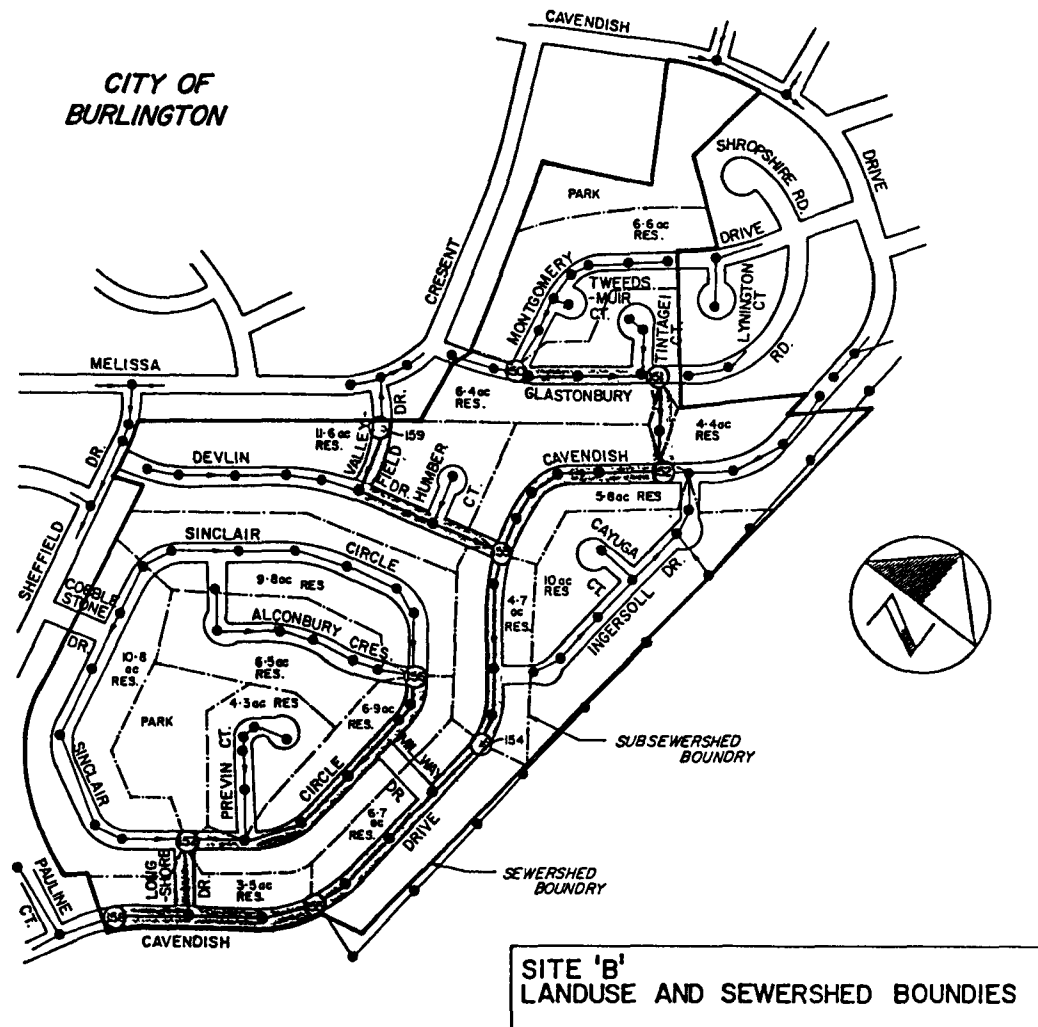 CAVENDISH
CITY OF
BURLINGTON
DRIVE
SHROPSHIRE RD.
PARK
6·6 ac
RES.
DRIVE
CRESENT
MONTGOMERY
TWEEDS
-MUIR
CT.
TINTAGEL
CT.
LYNINGTON
CT
RD.
MELISSA
GLASTONBURY
6·4 ac
RES.
DR.
11·6 ac
RES.
159
4·4 ac
RES.
VALLEY-
FIELD
DR.
DEVLIN
HUMBER
CT.
CAVENDISH
5·8 ac RES
DR.
SHEFFIELD
SINCLAIR
CIRCLE
CAYUGA
CT.
10 ac
RES
INGERSOLL DR.
COBBLE
STONE
DR.
9·8 ac RES
ALCONBURY CRES.
4·7
ac
RES.
10·8
ac
RES.
6·5 ac
RES.
4·3 ac RES
6·9 ac
RES.
PARK
PREVIN CT.
CIRCLE
MILWAY
DR.
154
SUBSEWERSHED
BOUNDRY
SINCLAIR
6·7
ac
RES.
DRIVE
SEWERSHED
BOUNDRY
LONG
-SHORE
DR.
3·5 ac
RES.
PAULINE
CT.
CAVENDISH
SITE 'B'
LANDUSE AND SEWERSHED BOUNDIES